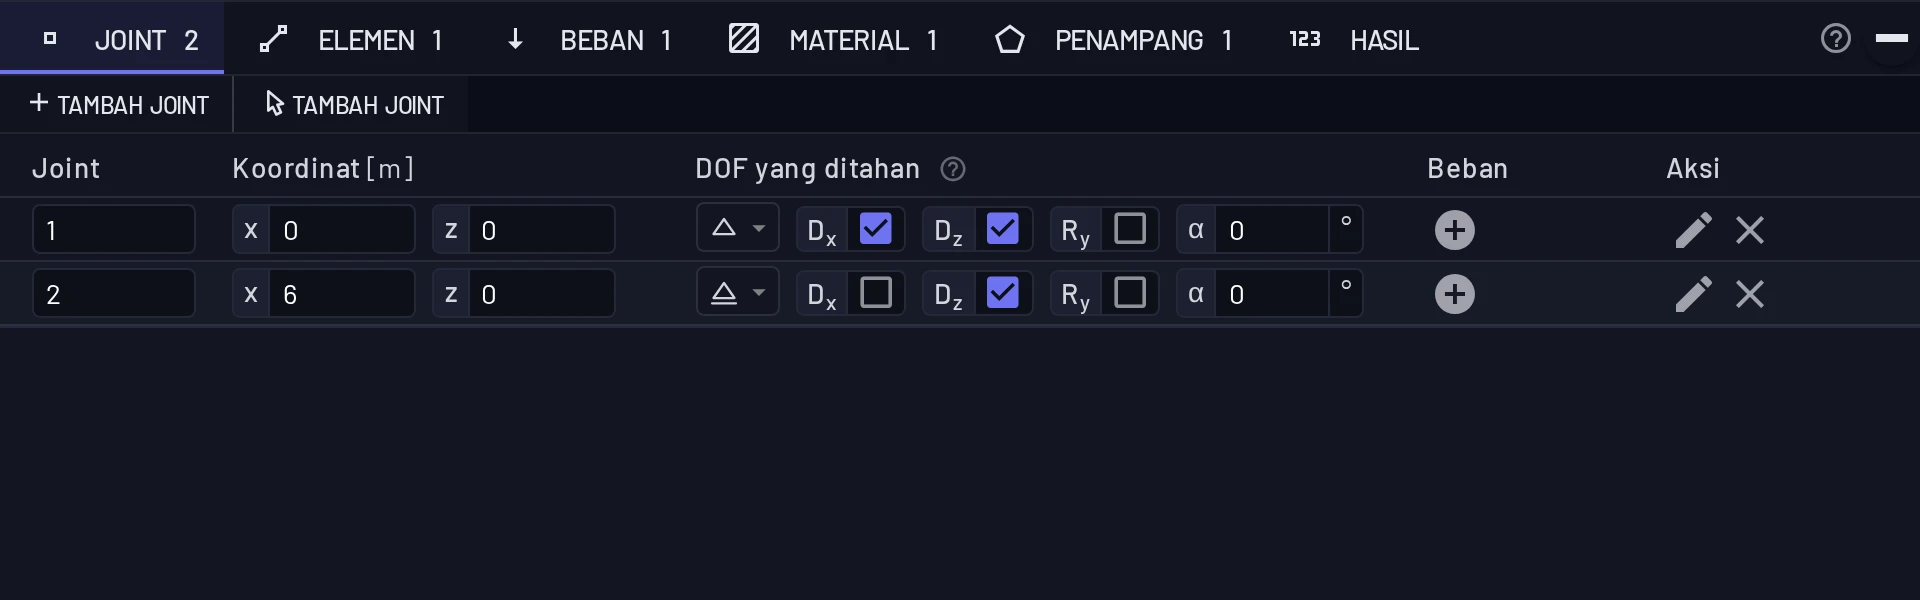 JOINT 2 ELEMEN 1 BEBAN 1 MATERIAL 1 PENAMPANG 1 123 HASIL
TAMBAH JOINT TAMBAH JOINT
Joint Koordinat [m] DOF yang ditahan Beban Aksi
1 x 0 z 0 Dx Dz Ry α 0 °
2 x 6 z 0 Dx Dz Ry α 0 °